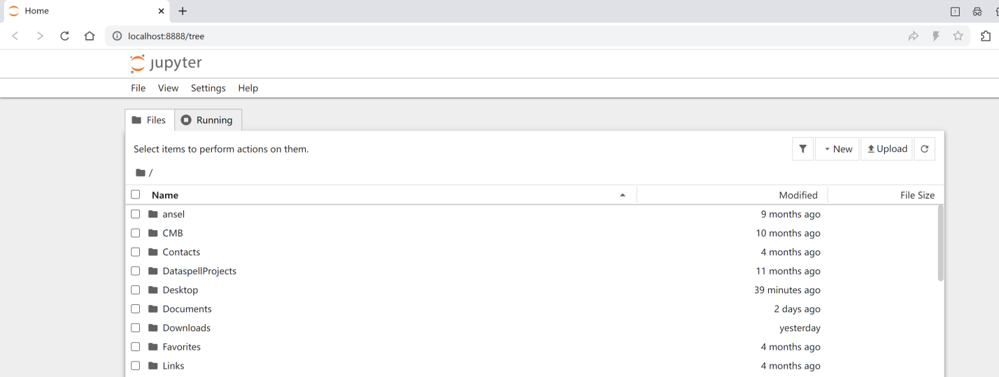 Home
localhost:8888/tree
jupyter
File View Settings Help
Files Running
Select items to perform actions on them.
New Upload
/
Name Modified File Size
ansel 9 months ago
CMB 10 months ago
Contacts 4 months ago
DataspellProjects 11 months ago
Desktop 39 minutes ago
Documents 2 days ago
Downloads yesterday
Favorites 4 months ago
Links 4 months ago